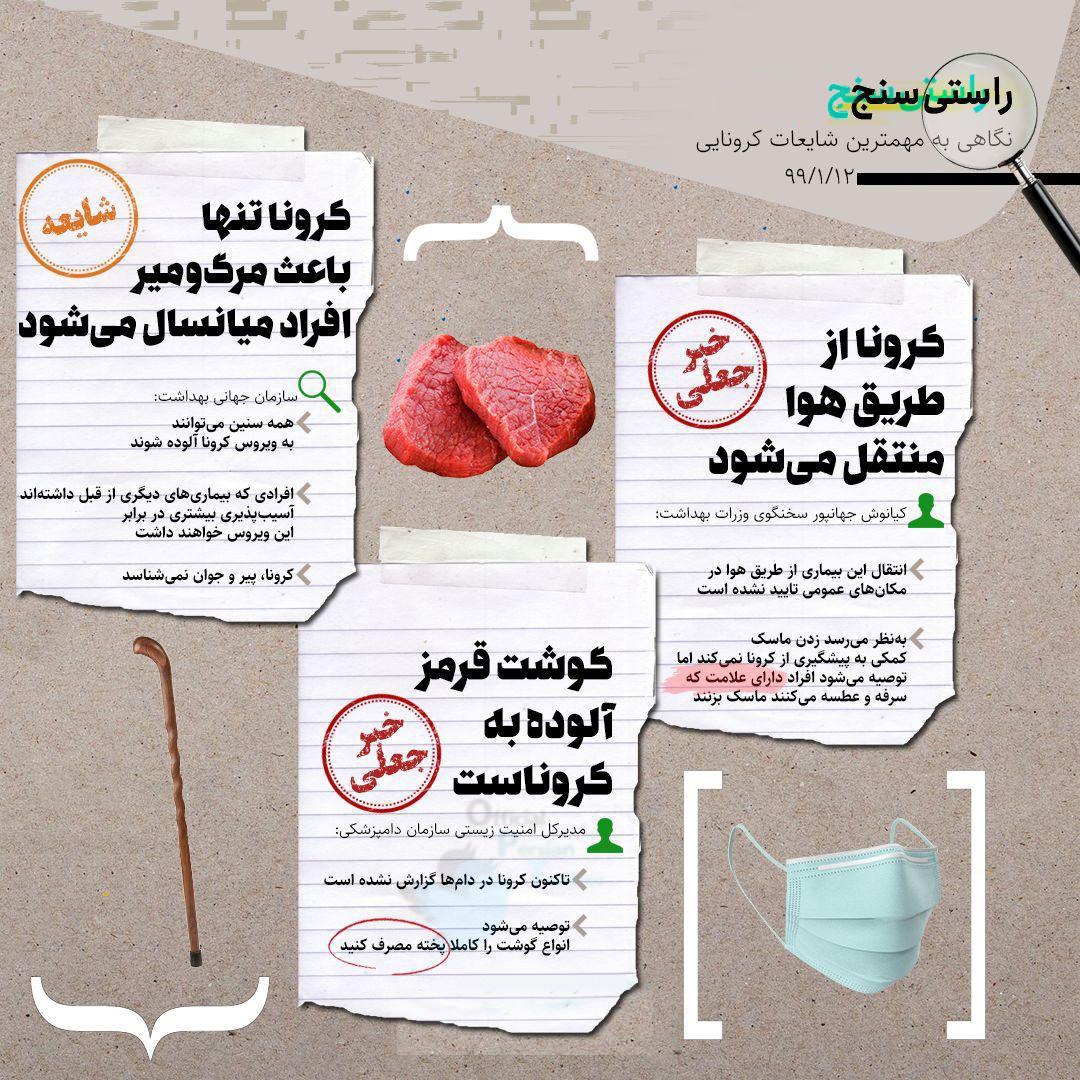 راستی‌سنج
نگاهی به مهمترین شایعات کرونایی
۹۹/۱/۱۲
کرونا از
طریق هوا
منتقل می‌شود
خبر
جعلی
کیانوش جهانپور سخنگوی وزرات بهداشت:
انتقال این بیماری از طریق هوا در
مکان‌های عمومی تایید نشده است
به‌نظر می‌رسد زدن ماسک
کمکی به پیشگیری از کرونا نمی‌کند اما
توصیه می‌شود افراد دارای علامت که
سرفه و عطسه می‌کنند ماسک بزنند
کرونا تنها
باعث مرگ‌ومیر
افراد میانسال می‌شود
شایعه
سازمان جهانی بهداشت:
همه سنین می‌توانند
به ویروس کرونا آلوده شوند
افرادی که بیماری‌های دیگری از قبل داشته‌اند
آسیب‌پذیری بیشتری در برابر
این ویروس خواهند داشت
کرونا، پیر و جوان نمی‌شناسد
گوشت قرمز
آلوده به
کروناست
خبر
جعلی
Official
Persian
مدیرکل امنیت زیستی سازمان دامپزشکی:
تاکنون کرونا در دام‌ها گزارش نشده است
توصیه می‌شود
انواع گوشت را کاملا پخته مصرف کنید